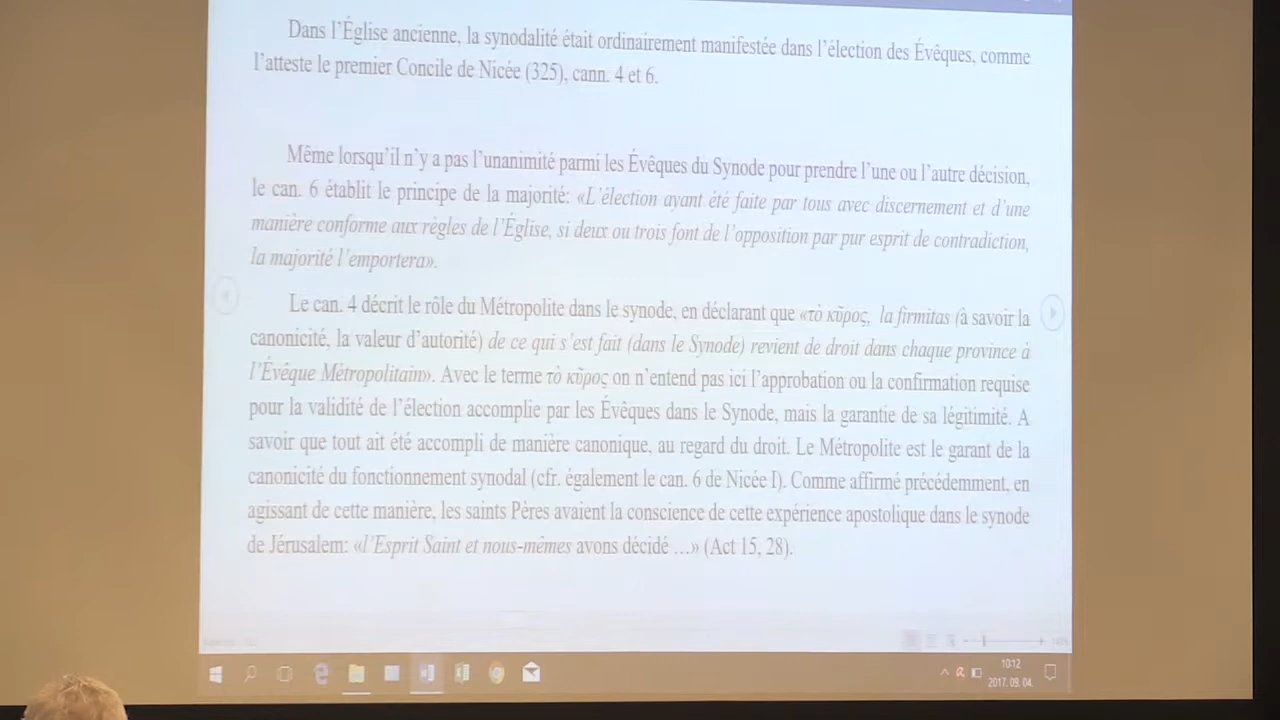 Dans l’Église ancienne, la synodalité était ordinairement manifestée dans l’élection des Évêques, comme
l’atteste le premier Concile de Nicée (325), cann. 4 et 6.
Même lorsqu’il n’y a pas l’unanimité parmi les Évêques du Synode pour prendre l’une ou l’autre décision,
le can. 6 établit le principe de la majorité: «L’élection ayant été faite par tous avec discernement et d’une
manière conforme aux règles de l’Église, si deux ou trois font de l’opposition par pur esprit de contradiction,
la majorité l’emportera».
Le can. 4 décrit le rôle du Métropolite dans le synode, en déclarant que «τὸ κῦρος, la firmitas (à savoir la
canonicité, la valeur d’autorité) de ce qui s’est fait (dans le Synode) revient de droit dans chaque province à
l’Évêque Métropolitain». Avec le terme τὸ κῦρος on n’entend pas ici l’approbation ou la confirmation requise
pour la validité de l’élection accomplie par les Évêques dans le Synode, mais la garantie de sa légitimité. A
savoir que tout ait été accompli de manière canonique, au regard du droit. Le Métropolite est le garant de la
canonicité du fonctionnement synodal (cfr. également le can. 6 de Nicée I). Comme affirmé précédemment, en
agissant de cette manière, les saints Pères avaient la conscience de cette expérience apostolique dans le synode
de Jérusalem: «l’Esprit Saint et nous-mêmes avons décidé …» (Act 15, 28).
10:12
2017. 09. 04.